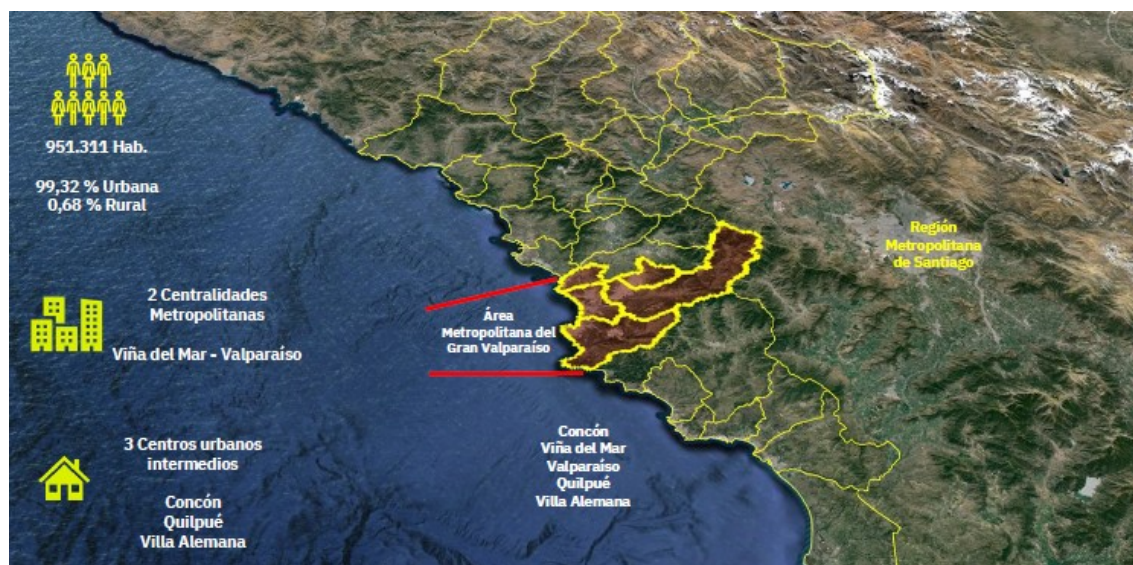 951.311 Hab.
99,32 % Urbana
0,68 % Rural
2 Centralidades
Metropolitanas
Viña del Mar - Valparaíso
3 Centros urbanos
intermedios
Concón
Quilpué
Villa Alemana
Área
Metropolitana del
Gran Valparaíso
Concón
Viña del Mar
Valparaíso
Quilpué
Villa Alemana
Región
Metropolitana
de Santiago